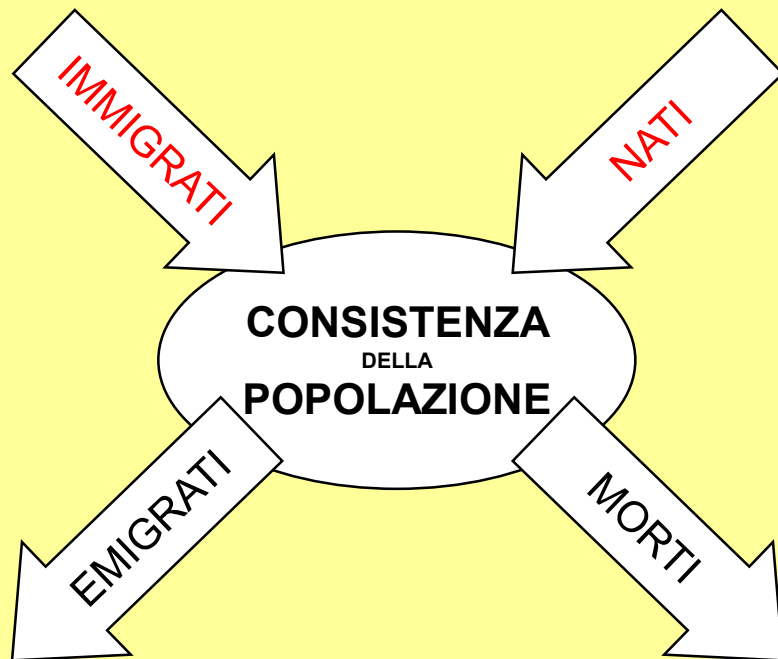 IMMIGRATI
NATI
CONSISTENZA
DELLA
POPOLAZIONE
EMIGRATI
MORTI